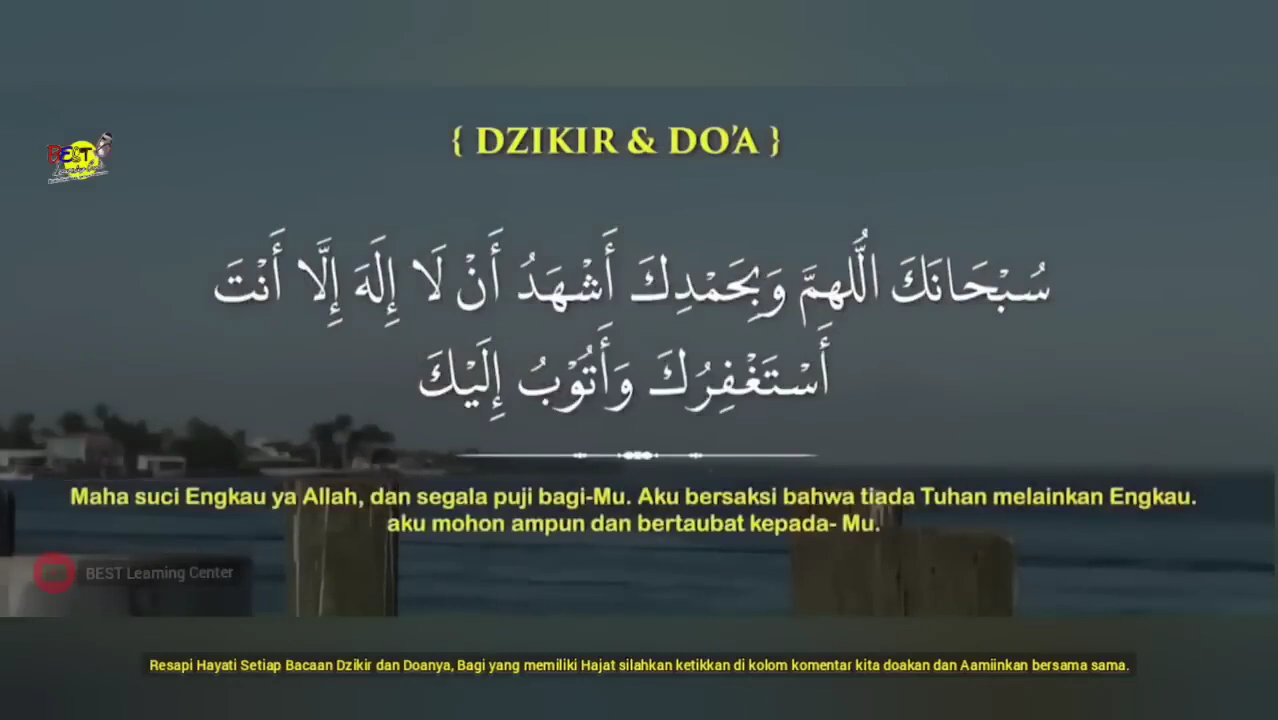 { DZIKIR & DO'A }
BEST
سُبْحَانَكَ اللَّهُمَّ وَبِحَمْدِكَ أَشْهَدُ أَنْ لَا إِلَهَ إِلَّا أَنْتَ
أَسْتَغْفِرُكَ وَأَتُوْبُ إِلَيْكَ
Maha suci Engkau ya Allah, dan segala puji bagi-Mu. Aku bersaksi bahwa tiada Tuhan melainkan Engkau.
aku mohon ampun dan bertaubat kepada- Mu.
BEST Learning Center
Resapi Hayati Setiap Bacaan Dzikir dan Doanya, Bagi yang memiliki Hajat silahkan ketikkan di kolom komentar kita doakan dan Aamiinkan bersama sama.